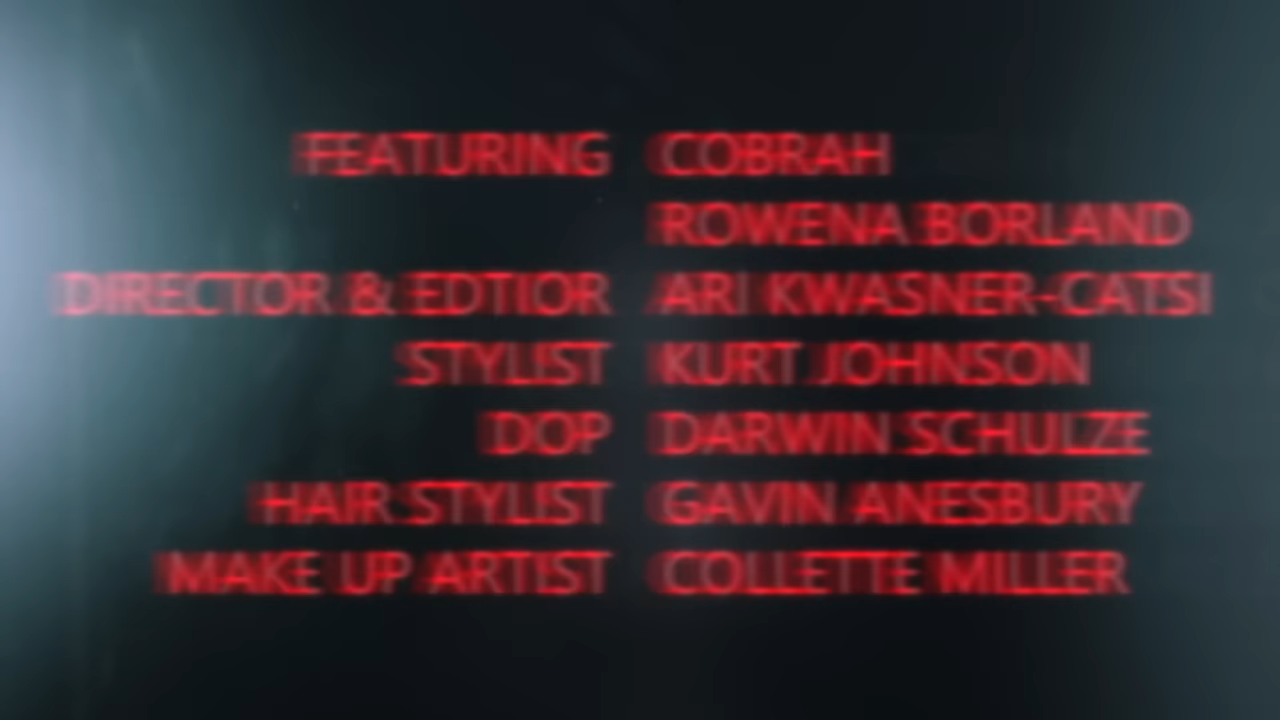 FEATURING COBRAH
ROWENA BORLAND
DIRECTOR & EDTIOR ARI KWASNER-CATSI
STYLIST KURT JOHNSON
DOP DARWIN SCHULZE
HAIR STYLIST GAVIN ANESBURY
MAKE UP ARTIST COLLETTE MILLER